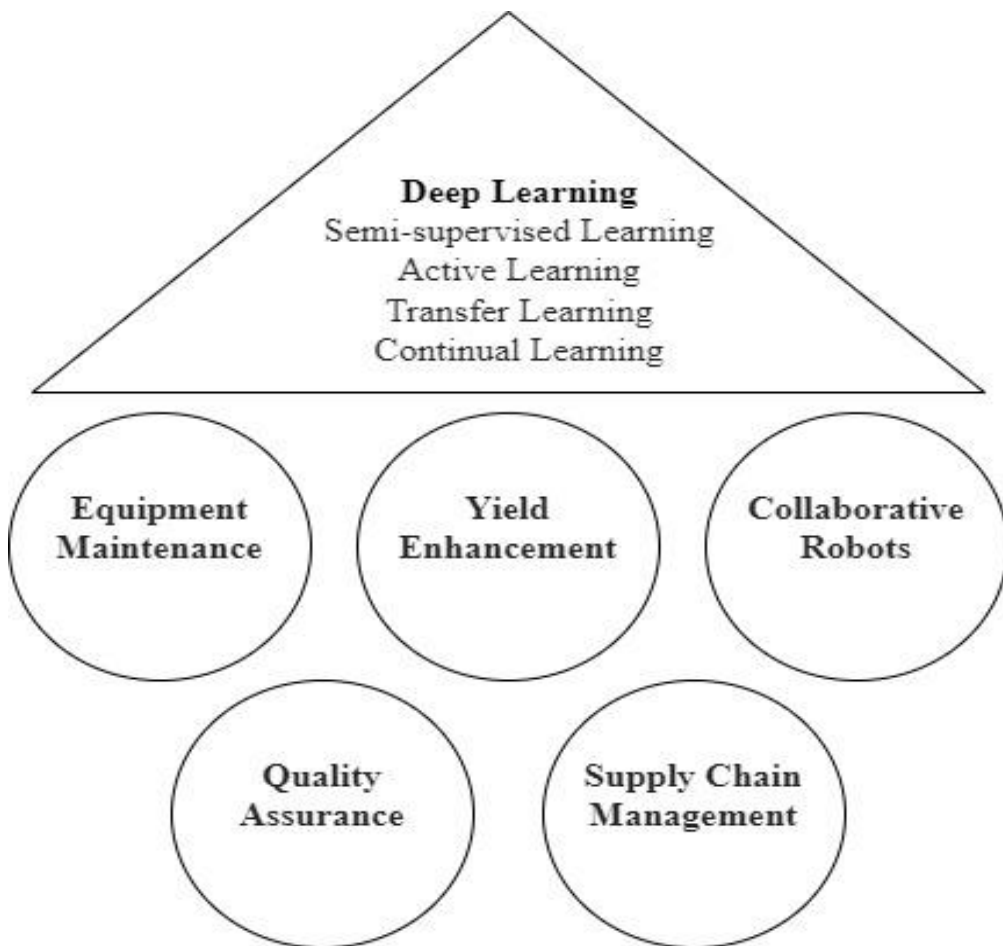 Deep Learning
Semi-supervised Learning
Active Learning
Transfer Learning
Continual Learning
Equipment
Maintenance
Yield
Enhancement
Collaborative
Robots
Quality
Assurance
Supply Chain
Management